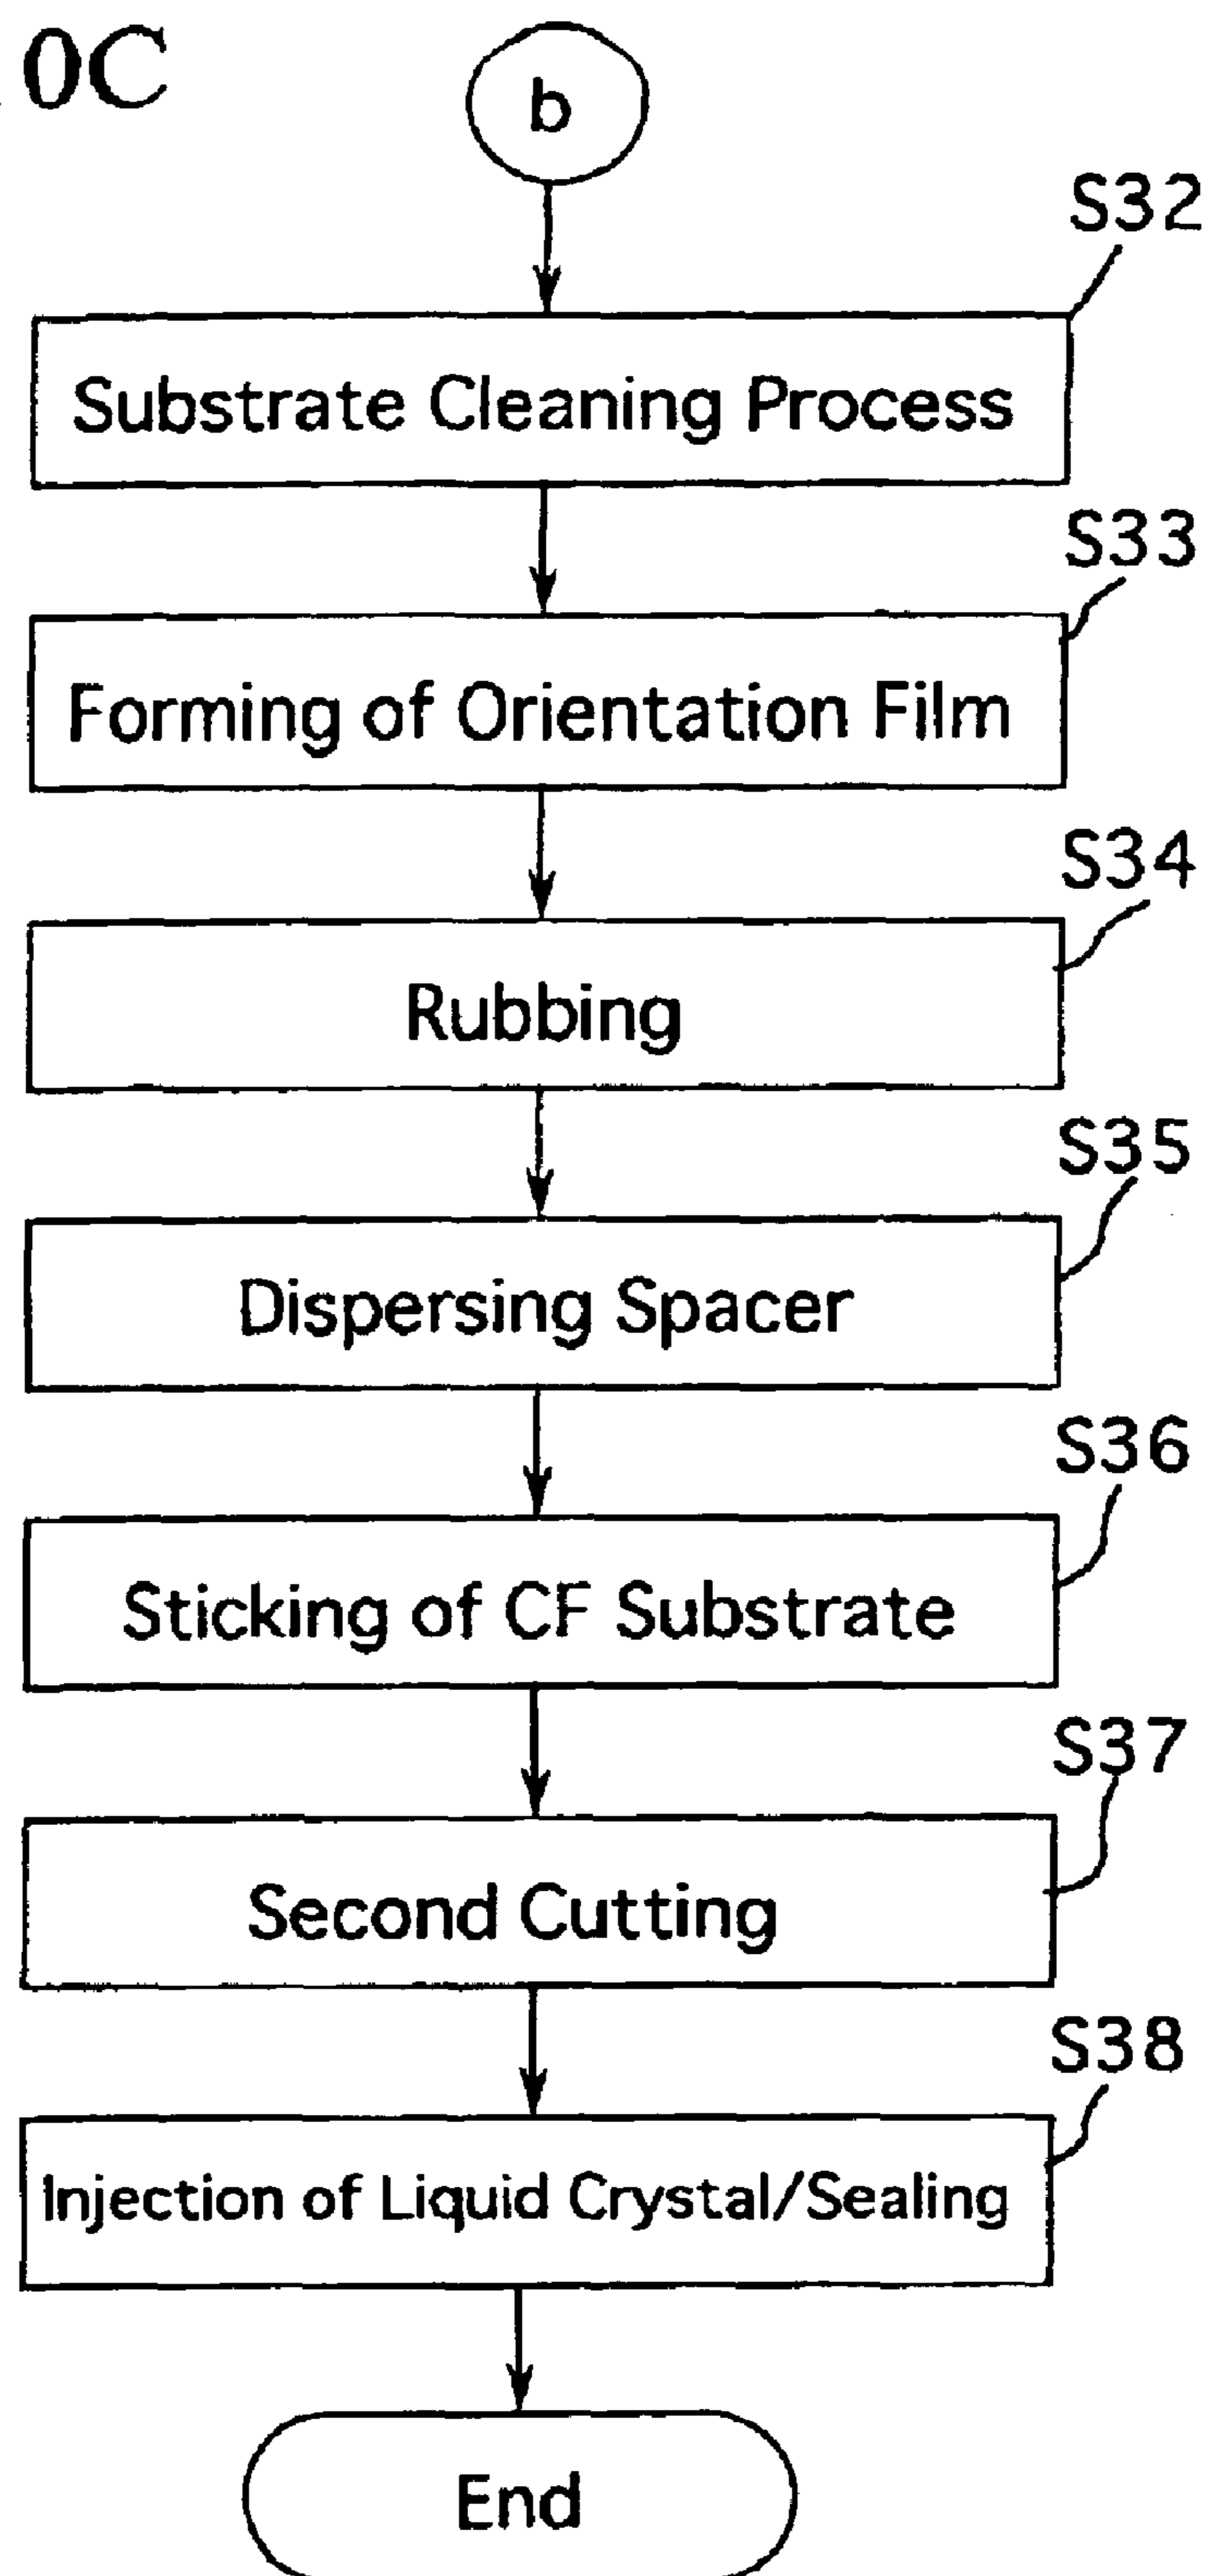 0C
b
S32
Substrate Cleaning Process
S33
Forming of Orientation Film
S34
Rubbing
S35
Dispersing Spacer
S36
Sticking of CF Substrate
S37
Second Cutting
S38
Injection of Liquid Crystal/Sealing
End